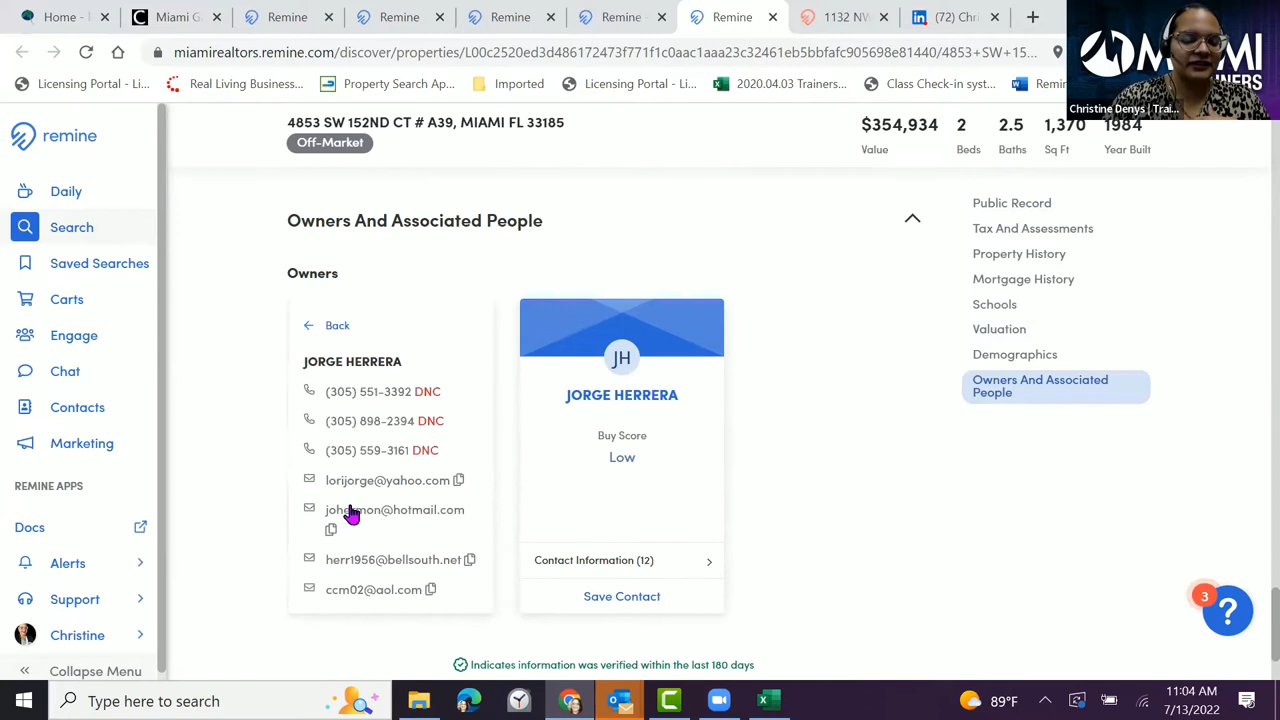 Home - 
Miami G
Remine
Remine
Remine
Remine
Remine
1132 NW
(72) Chri
miamirealtors.remine.com/discover/properties/L00c2520ed3d486172473f771f1c0aac1aaa23c32461eb5bbfafc905698e81440/4853+SW+15...
Licensing Portal - Li...
Real Living Business...
Property Search Ap...
Imported
Licensing Portal - Li...
2020.04.03 Trainers...
Class Check-in syst...
Remin
Christine Denys | Trai...
remine
4853 SW 152ND CT # A39, MIAMI FL 33185
Off-Market
$354,934 2 2.5 1,370 1984
Value Beds Baths Sq Ft Year Built
Daily
Search
Saved Searches
Carts
Engage
Chat
Contacts
Marketing
REMINE APPS
Docs
Alerts
Support
Christine
Collapse Menu
Owners And Associated People
Owners
Back
JORGE HERRERA
(305) 551-3392 DNC
(305) 898-2394 DNC
(305) 559-3161 DNC
lorijorge@yahoo.com
herr1956@bellsouth.net
ccm02@aol.com
JH
JORGE HERRERA
Buy Score
Low
Contact Information (12)
Save Contact
Indicates information was verified within the last 180 days
Public Record
Tax And Assessments
Property History
Mortgage History
Schools
Valuation
Demographics
Owners And Associated
People
3
?
Type here to search
89°F
11:04 AM
7/13/2022